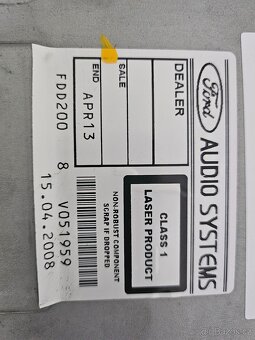 Ford
AUDIO SYSTEMS
DEALER
SALE
END APR13
CLASS 1
LASER PRODUCT
NON-ROBUST COMPONENT
SCRAP IF DROPPED
FDD200 8 V051959
15.04.2008